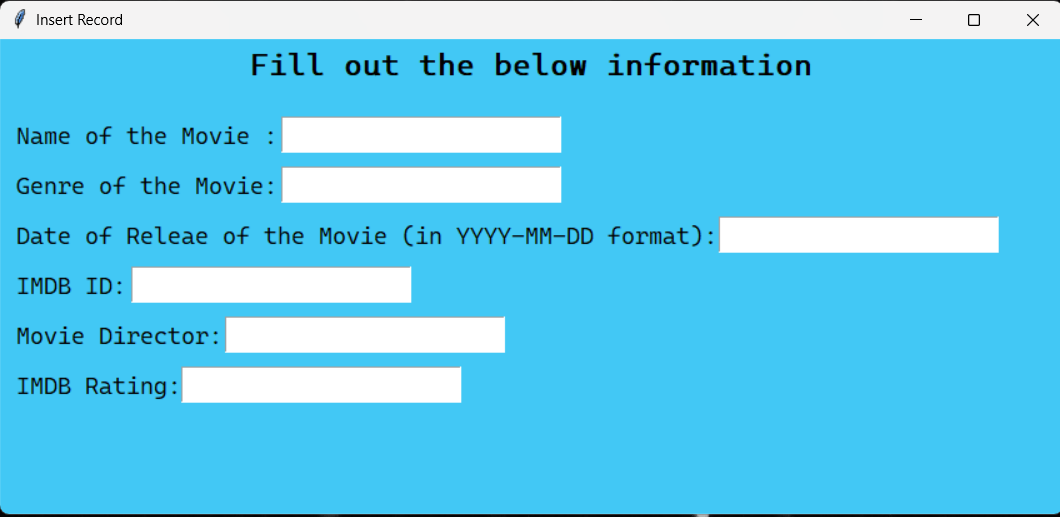 Insert Record
Fill out the below information
Name of the Movie :
Genre of the Movie:
Date of Releae of the Movie (in YYYY-MM-DD format):
IMDB ID:
Movie Director:
IMDB Rating: